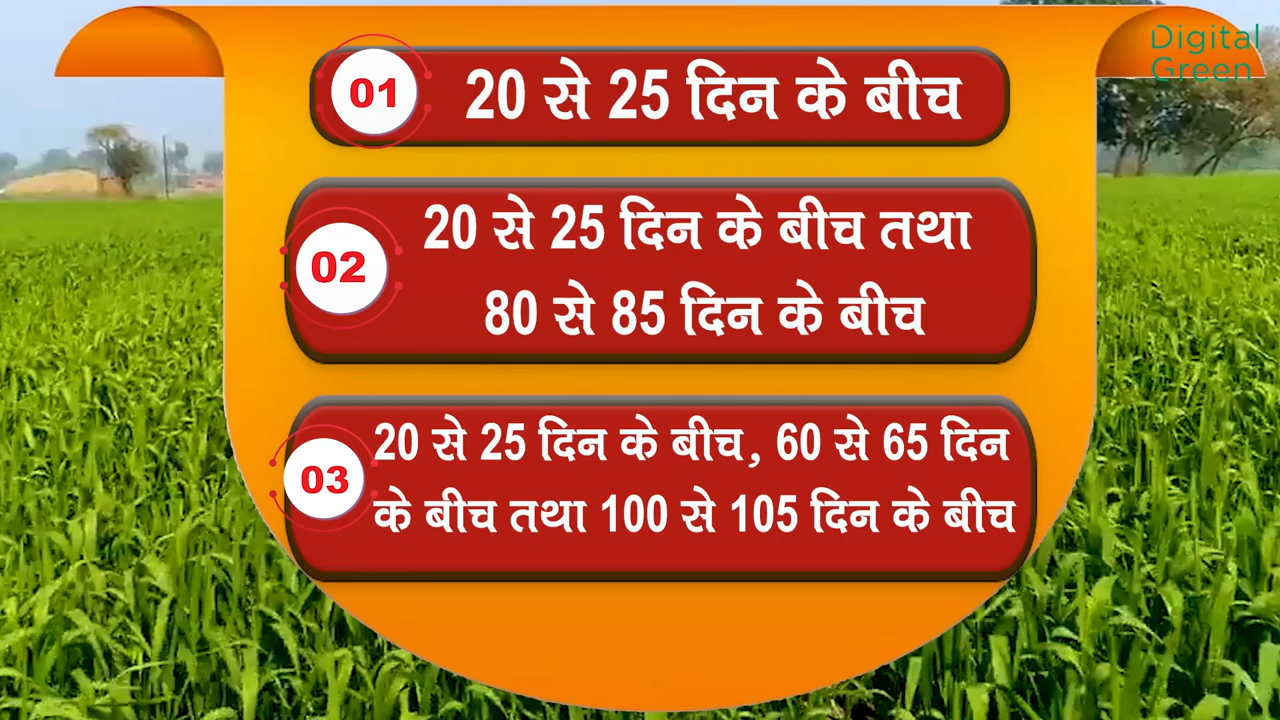 Digital
Green
01
20 से 25 दिन के बीच
02
20 से 25 दिन के बीच तथा
80 से 85 दिन के बीच
03
20 से 25 दिन के बीच, 60 से 65 दिन
के बीच तथा 100 से 105 दिन के बीच